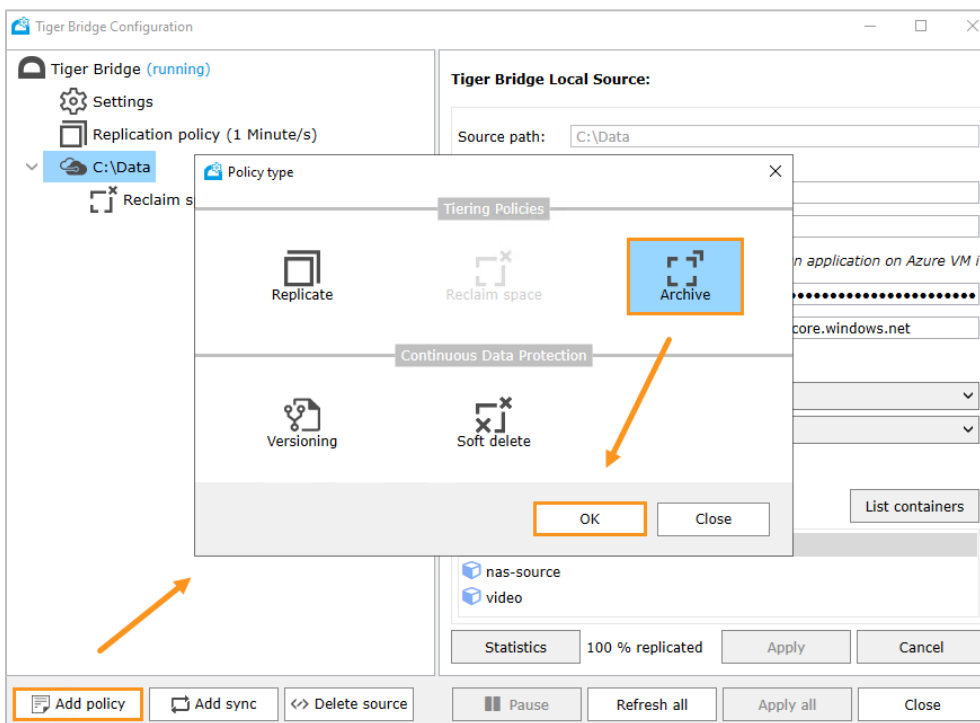 Tiger Bridge Configuration
Tiger Bridge (running)
Settings
Replication policy (1 Minute/s)
C:\Data
Reclaim s
Tiger Bridge Local Source:
Source path: C:\Data
Policy type
Tiering Policies
Replicate
Reclaim space
Archive
Continuous Data Protection
Versioning
Soft delete
OK
Close
n application on Azure VM i
core.windows.net
List containers
nas-source
video
Statistics
100 % replicated
Apply
Cancel
Add policy
Add sync
Delete source
Pause
Refresh all
Apply all
Close